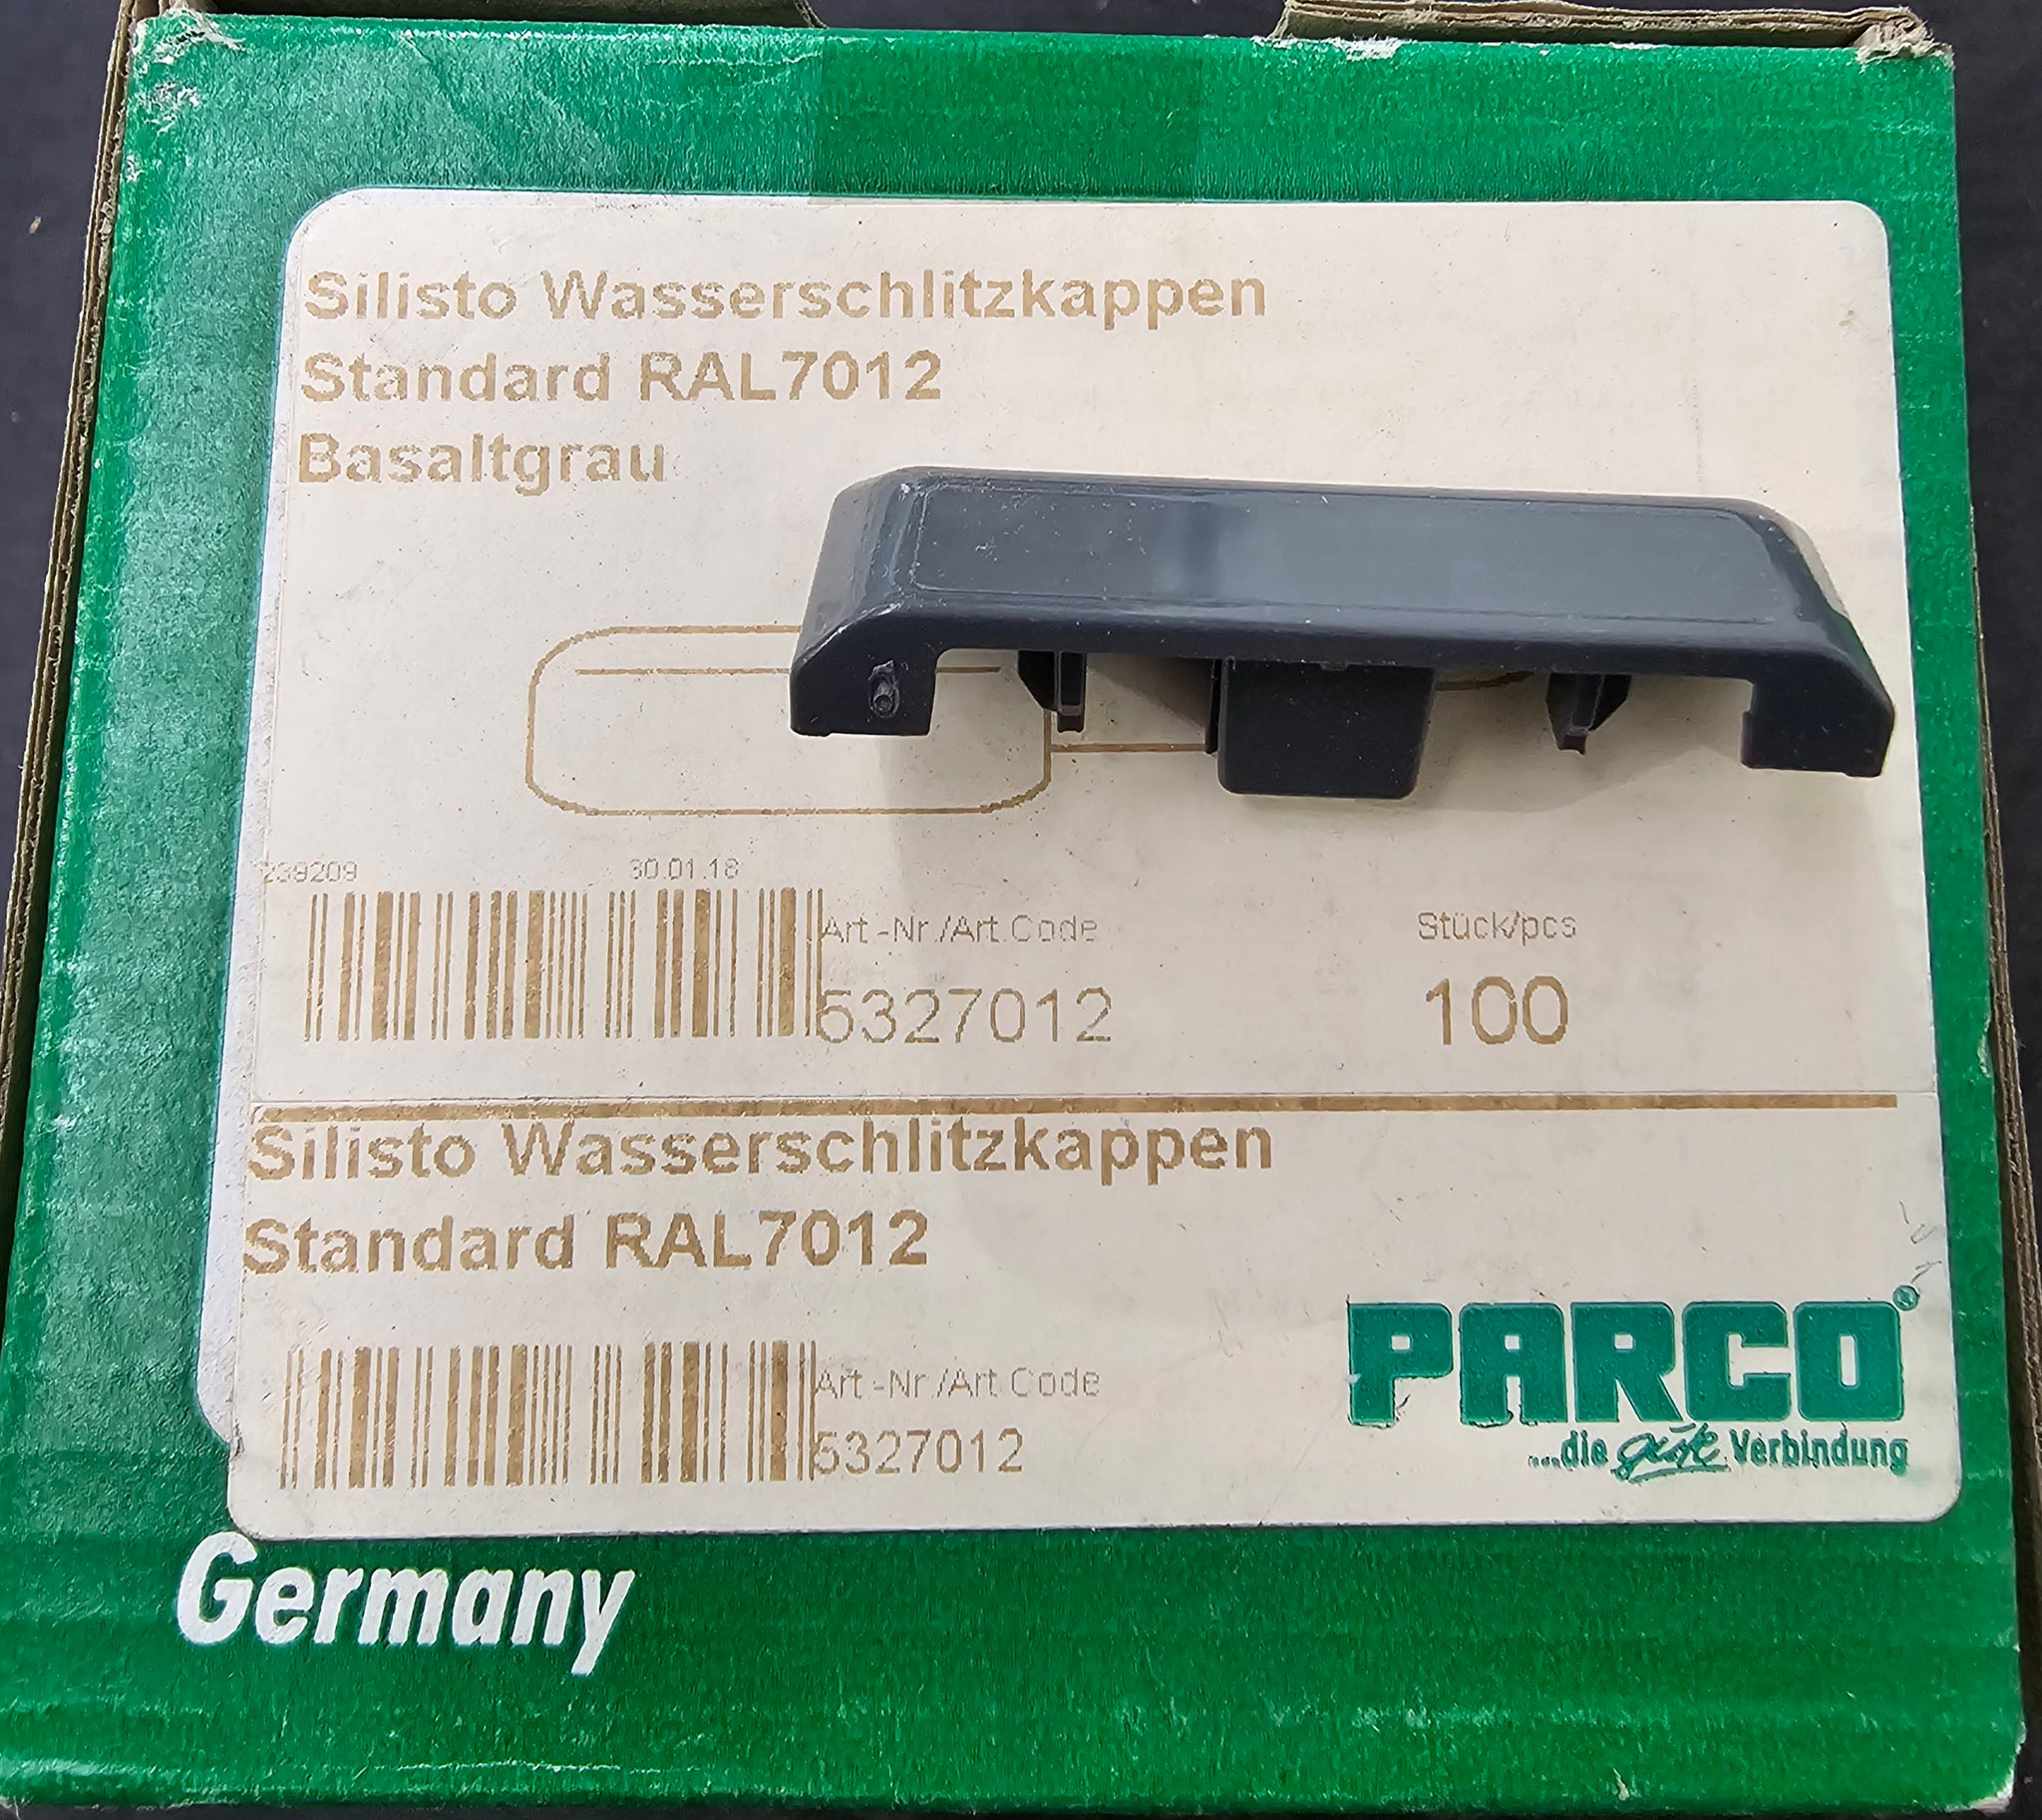 Silisto Wasserschlitzkappen
Standard RAL7012
Basaltgrau
239209 30.01.18
Art.-Nr./Art.Code Stück/pcs
5327012 100
Silisto Wasserschlitzkappen
Standard RAL7012
Art.-Nr./Art.Code
5327012
PARCO®
...die gute Verbindung
Germany